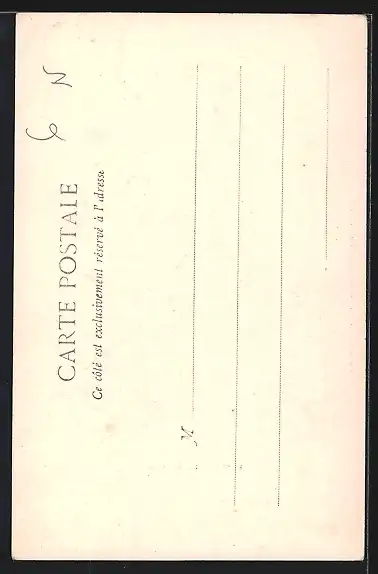 CARTE POSTALE
Ce côté est exclusivement réservé à l'adresse
M